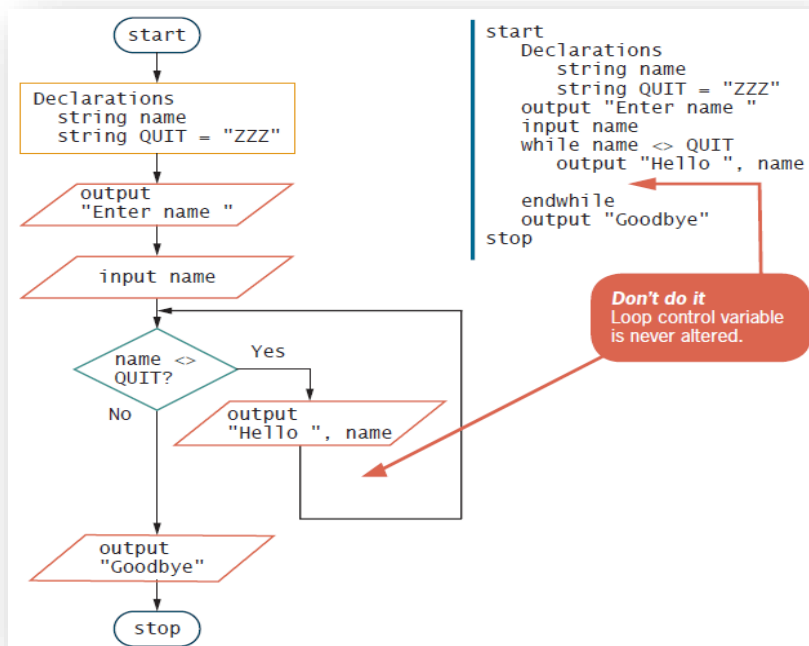 start
Declarations
string name
string QUIT = "ZZZ"
output
"Enter name "
input name
name <>
QUIT?
Yes
No
output
"Hello ", name
output
"Goodbye"
stop
start
Declarations
string name
string QUIT = "ZZZ"
output "Enter name "
input name
while name <> QUIT
output "Hello ", name
endwhile
output "Goodbye"
stop
Don't do it
Loop control variable
is never altered.